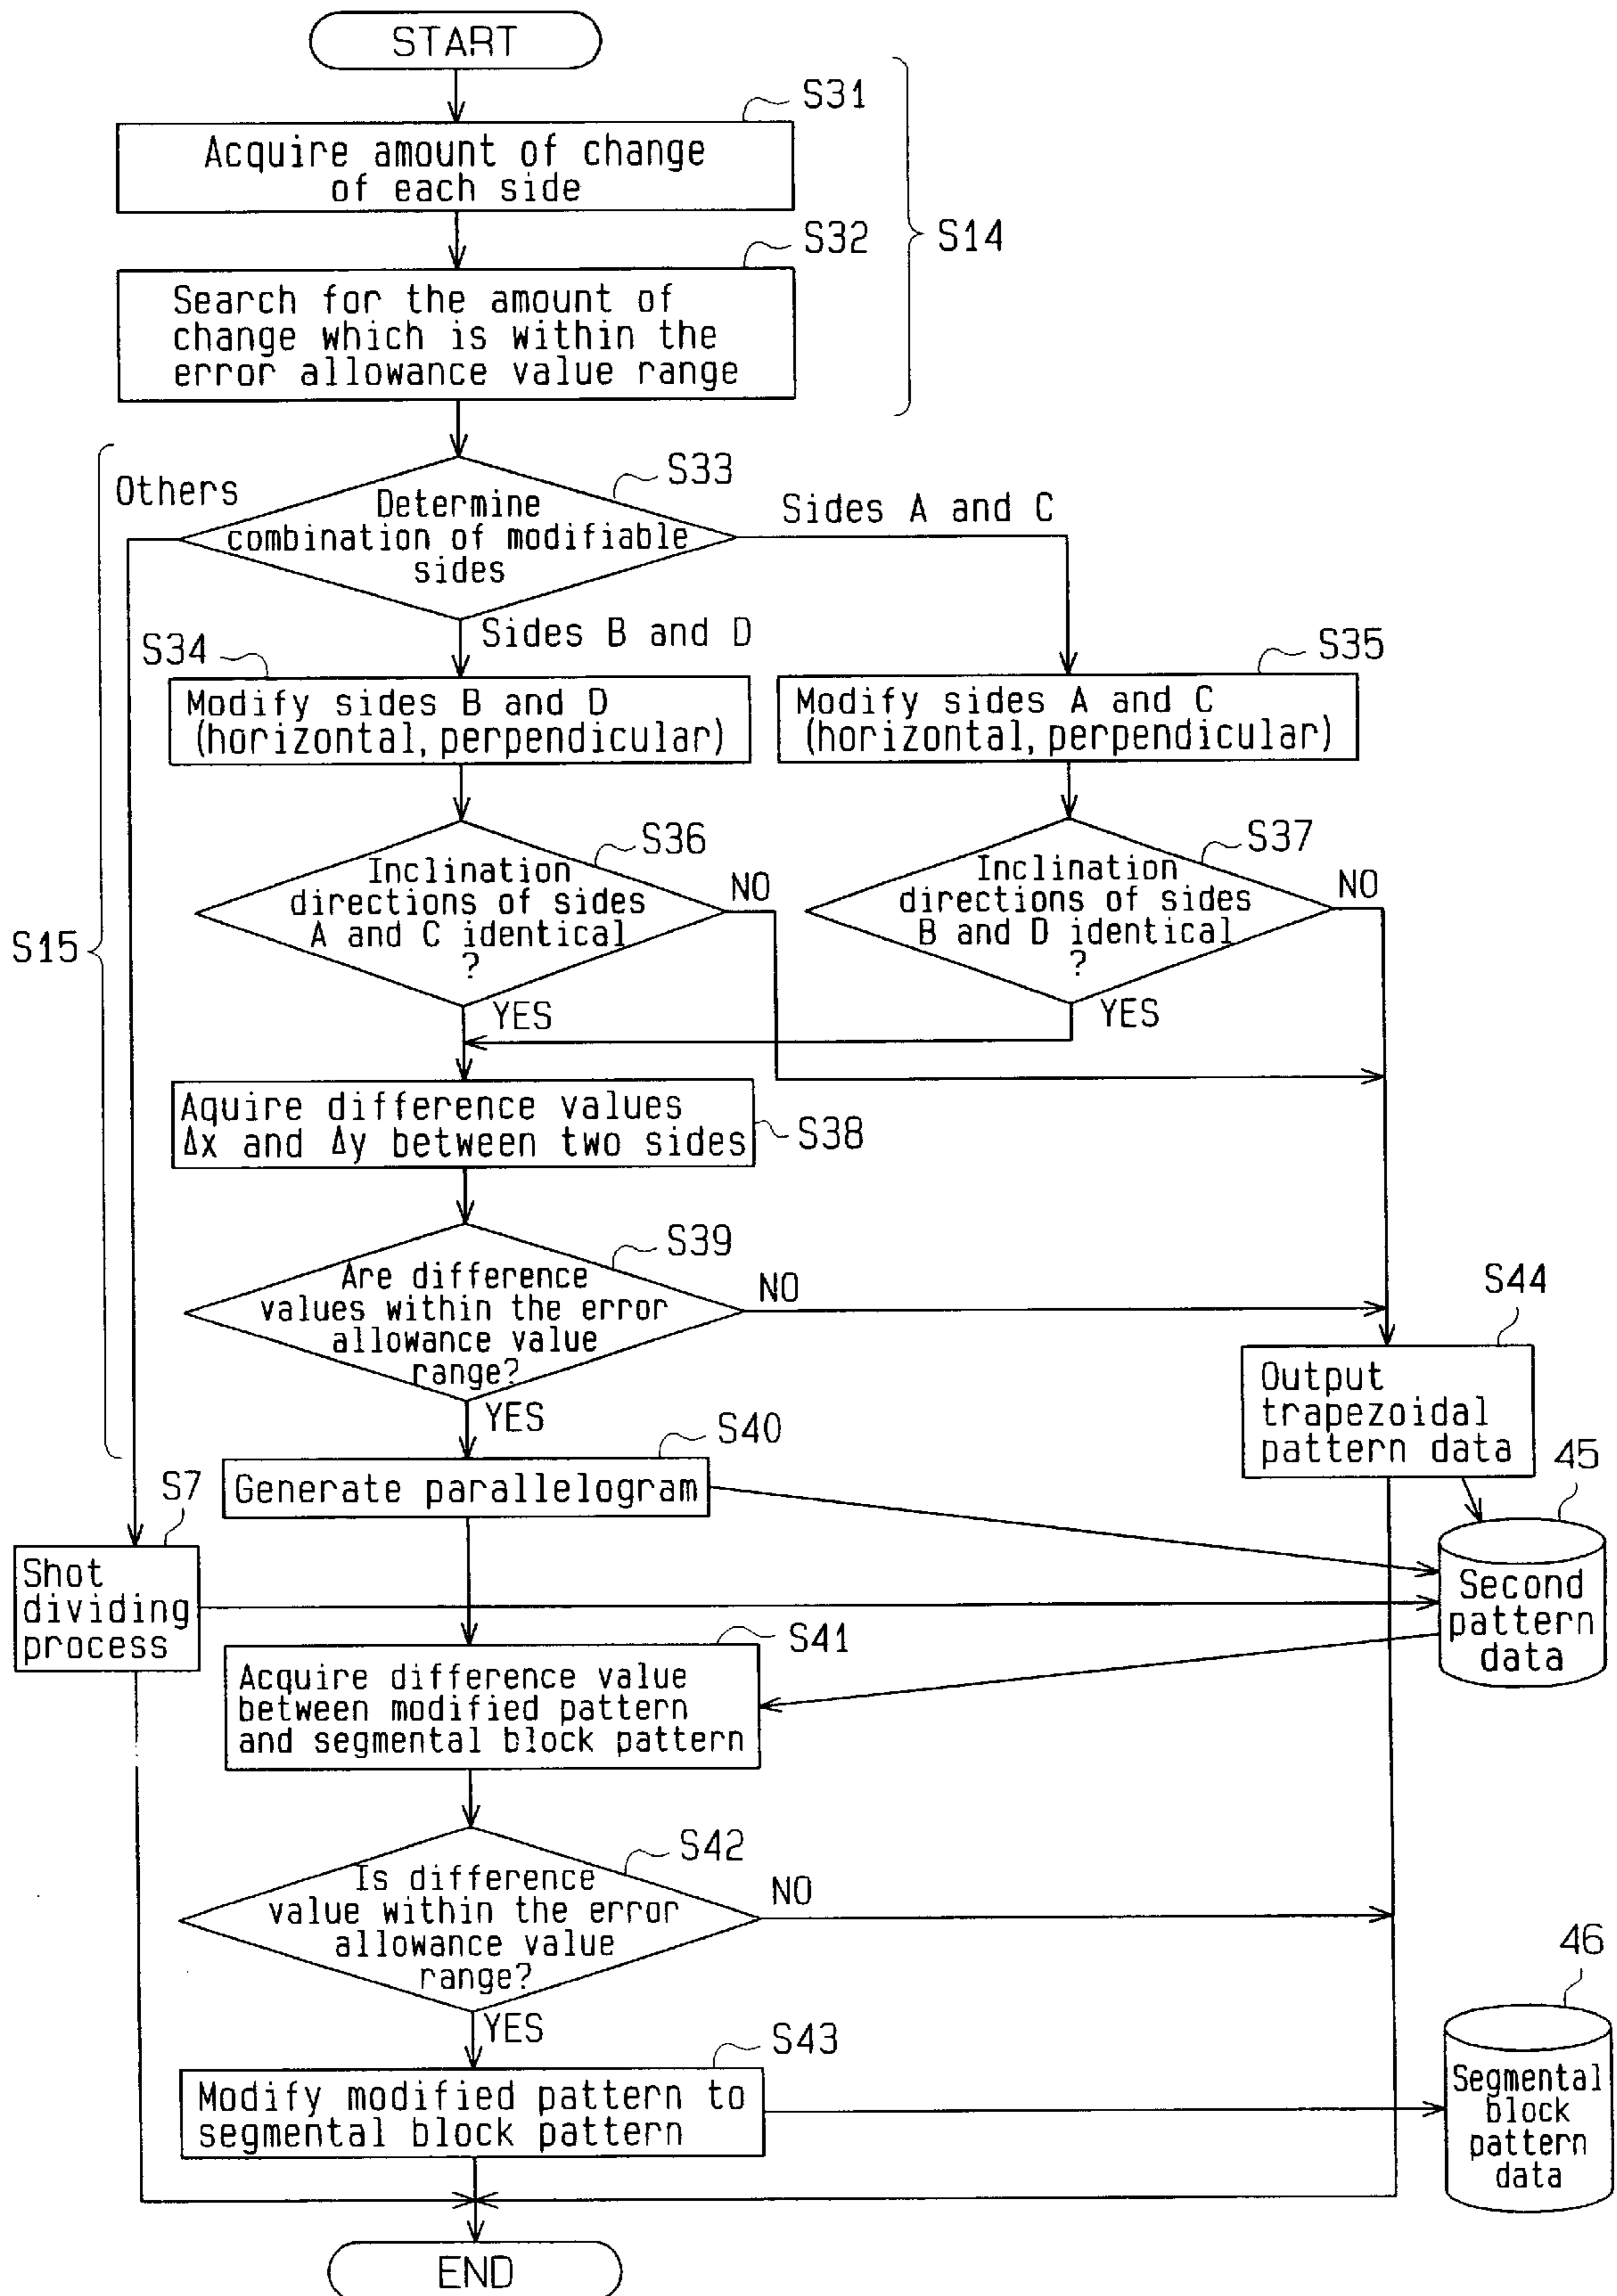 START
S31
Acquire amount of change
of each side
S14
S32
Search for the amount of
change which is within the
error allowance value range
S33
Others
Determine
combination of modifiable
sides
Sides A and C
Sides B and D
S34
Modify sides B and D
(horizontal, perpendicular)
S35
Modify sides A and C
(horizontal, perpendicular)
S15
S36
Inclination
directions of sides
A and C identical
?
NO
YES
S37
Inclination
directions of sides
B and D identical
?
NO
YES
Aquire difference values
Δx and Δy between two sides
S38
S39
Are difference
values within the error
allowance value
range?
NO
YES
S44
Output
trapezoidal
pattern data
S40
Generate parallelogram
S7
Shot
dividing
process
45
Second
pattern
data
S41
Acquire difference value
between modified pattern
and segmental block pattern
S42
Is difference
value within the error
allowance value
range?
NO
YES
S43
Modify modified pattern to
segmental block pattern
46
Segmental
block
pattern
data
END